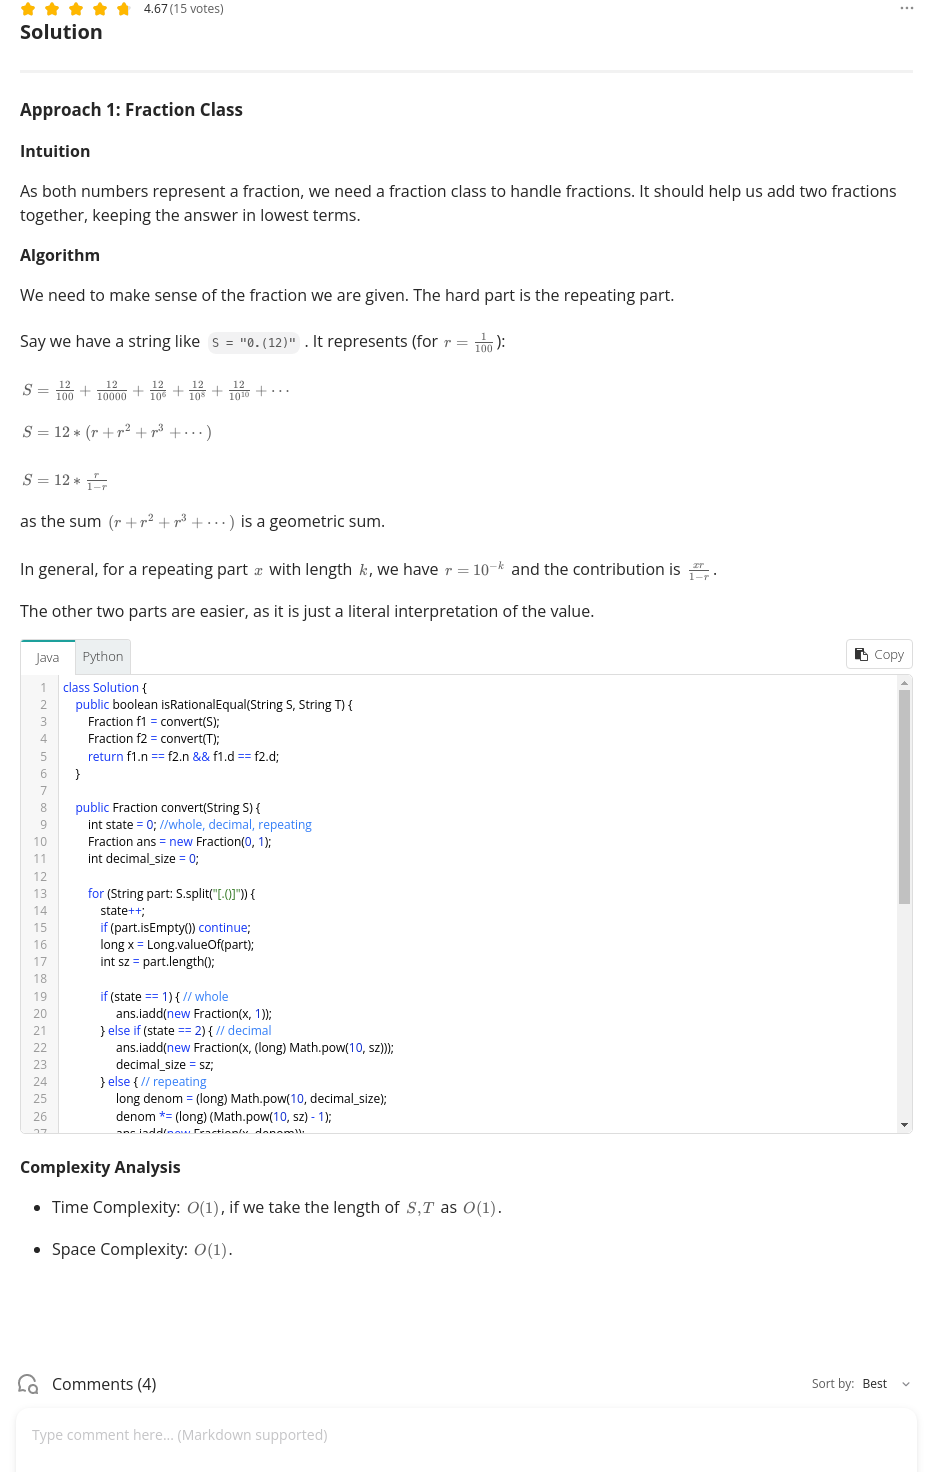 4.67 (15 votes)
Solution
Approach 1: Fraction Class
Intuition
As both numbers represent a fraction, we need a fraction class to handle fractions. It should help us add two fractions
together, keeping the answer in lowest terms.
Algorithm
We need to make sense of the fraction we are given. The hard part is the repeating part.
Say we have a string like S = "0.(12)" . It represents (for r = 1/100):
S = 12/100 + 12/10000 + 12/10^6 + 12/10^8 + 12/10^10 + ⋯
S = 12 ∗ (r + r^2 + r^3 + ⋯)
S = 12 ∗ r/(1−r)
as the sum (r + r^2 + r^3 + ⋯) is a geometric sum.
In general, for a repeating part x with length k, we have r = 10^−k and the contribution is xr/(1−r).
The other two parts are easier, as it is just a literal interpretation of the value.
Java Python Copy
1 class Solution {
2 public boolean isRationalEqual(String S, String T) {
3 Fraction f1 = convert(S);
4 Fraction f2 = convert(T);
5 return f1.n == f2.n && f1.d == f2.d;
6 }
7
8 public Fraction convert(String S) {
9 int state = 0; //whole, decimal, repeating
10 Fraction ans = new Fraction(0, 1);
11 int decimal_size = 0;
12
13 for (String part: S.split("[.()]")) {
14 state++;
15 if (part.isEmpty()) continue;
16 long x = Long.valueOf(part);
17 int sz = part.length();
18
19 if (state == 1) { // whole
20 ans.iadd(new Fraction(x, 1));
21 } else if (state == 2) { // decimal
22 ans.iadd(new Fraction(x, (long) Math.pow(10, sz)));
23 decimal_size = sz;
24 } else { // repeating
25 long denom = (long) Math.pow(10, decimal_size);
26 denom *= (long) (Math.pow(10, sz) - 1);
27 ans.iadd(new Fraction(x, denom));
Complexity Analysis
• Time Complexity: O(1), if we take the length of S, T as O(1).
• Space Complexity: O(1).
Comments (4) Sort by: Best
Type comment here... (Markdown supported)